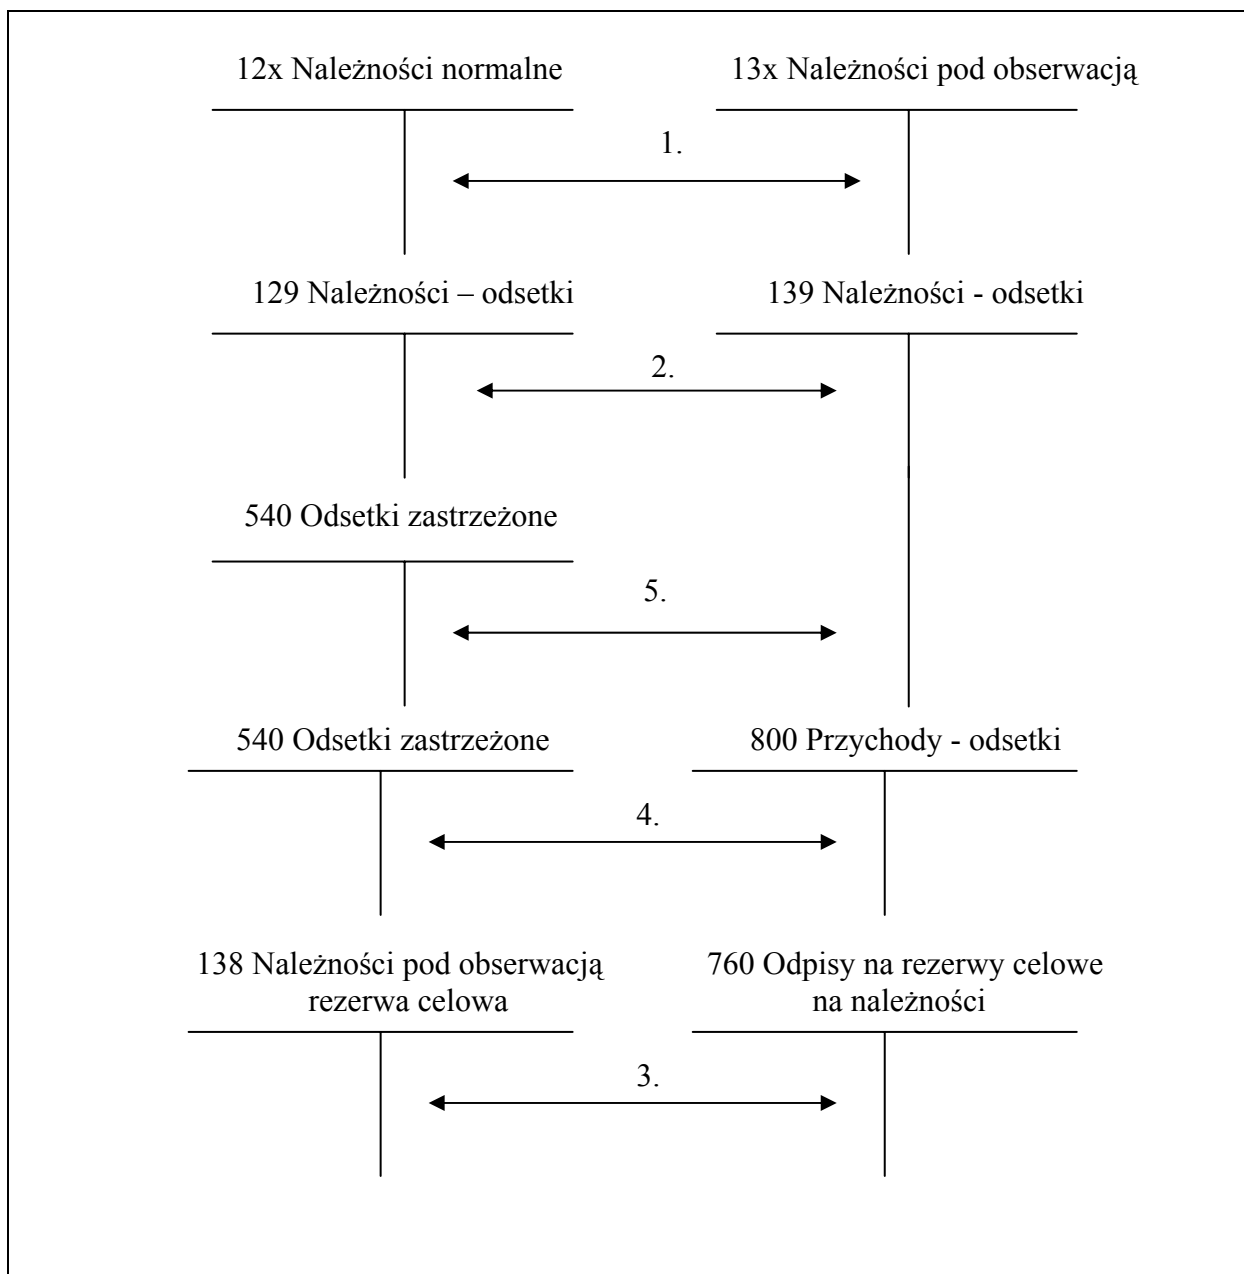 12x Należności normalne
13x Należności pod obserwacją
1.
129 Należności – odsetki
139 Należności - odsetki
2.
540 Odsetki zastrzeżone
5.
540 Odsetki zastrzeżone
800 Przychody - odsetki
4.
138 Należności pod obserwacją
rezerwa celowa
760 Odpisy na rezerwy celowe
na należności
3.